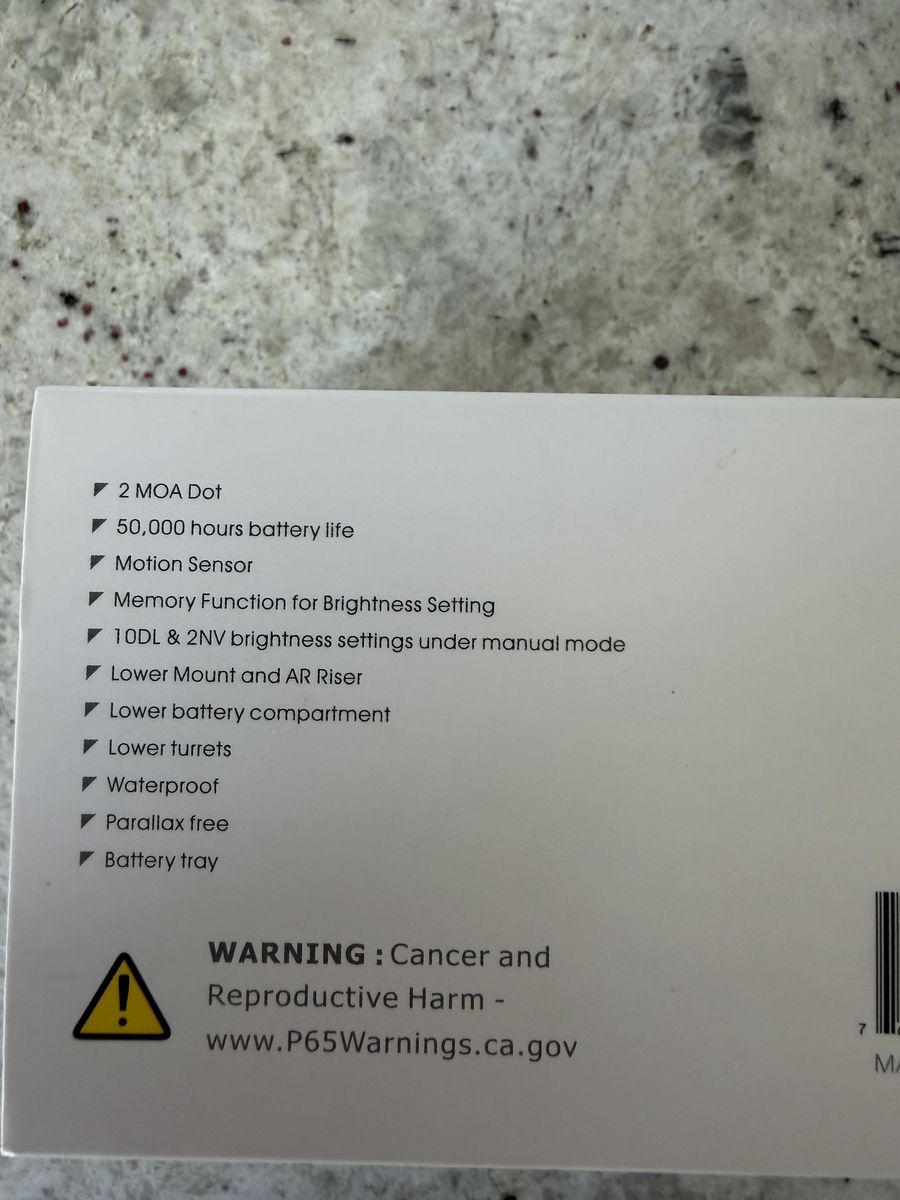 2 MOA Dot
50,000 hours battery life
Motion Sensor
Memory Function for Brightness Setting
10DL & 2NV brightness settings under manual mode
Lower Mount and AR Riser
Lower battery compartment
Lower turrets
Waterproof
Parallax free
Battery tray
WARNING : Cancer and
Reproductive Harm -
www.P65Warnings.ca.gov
7